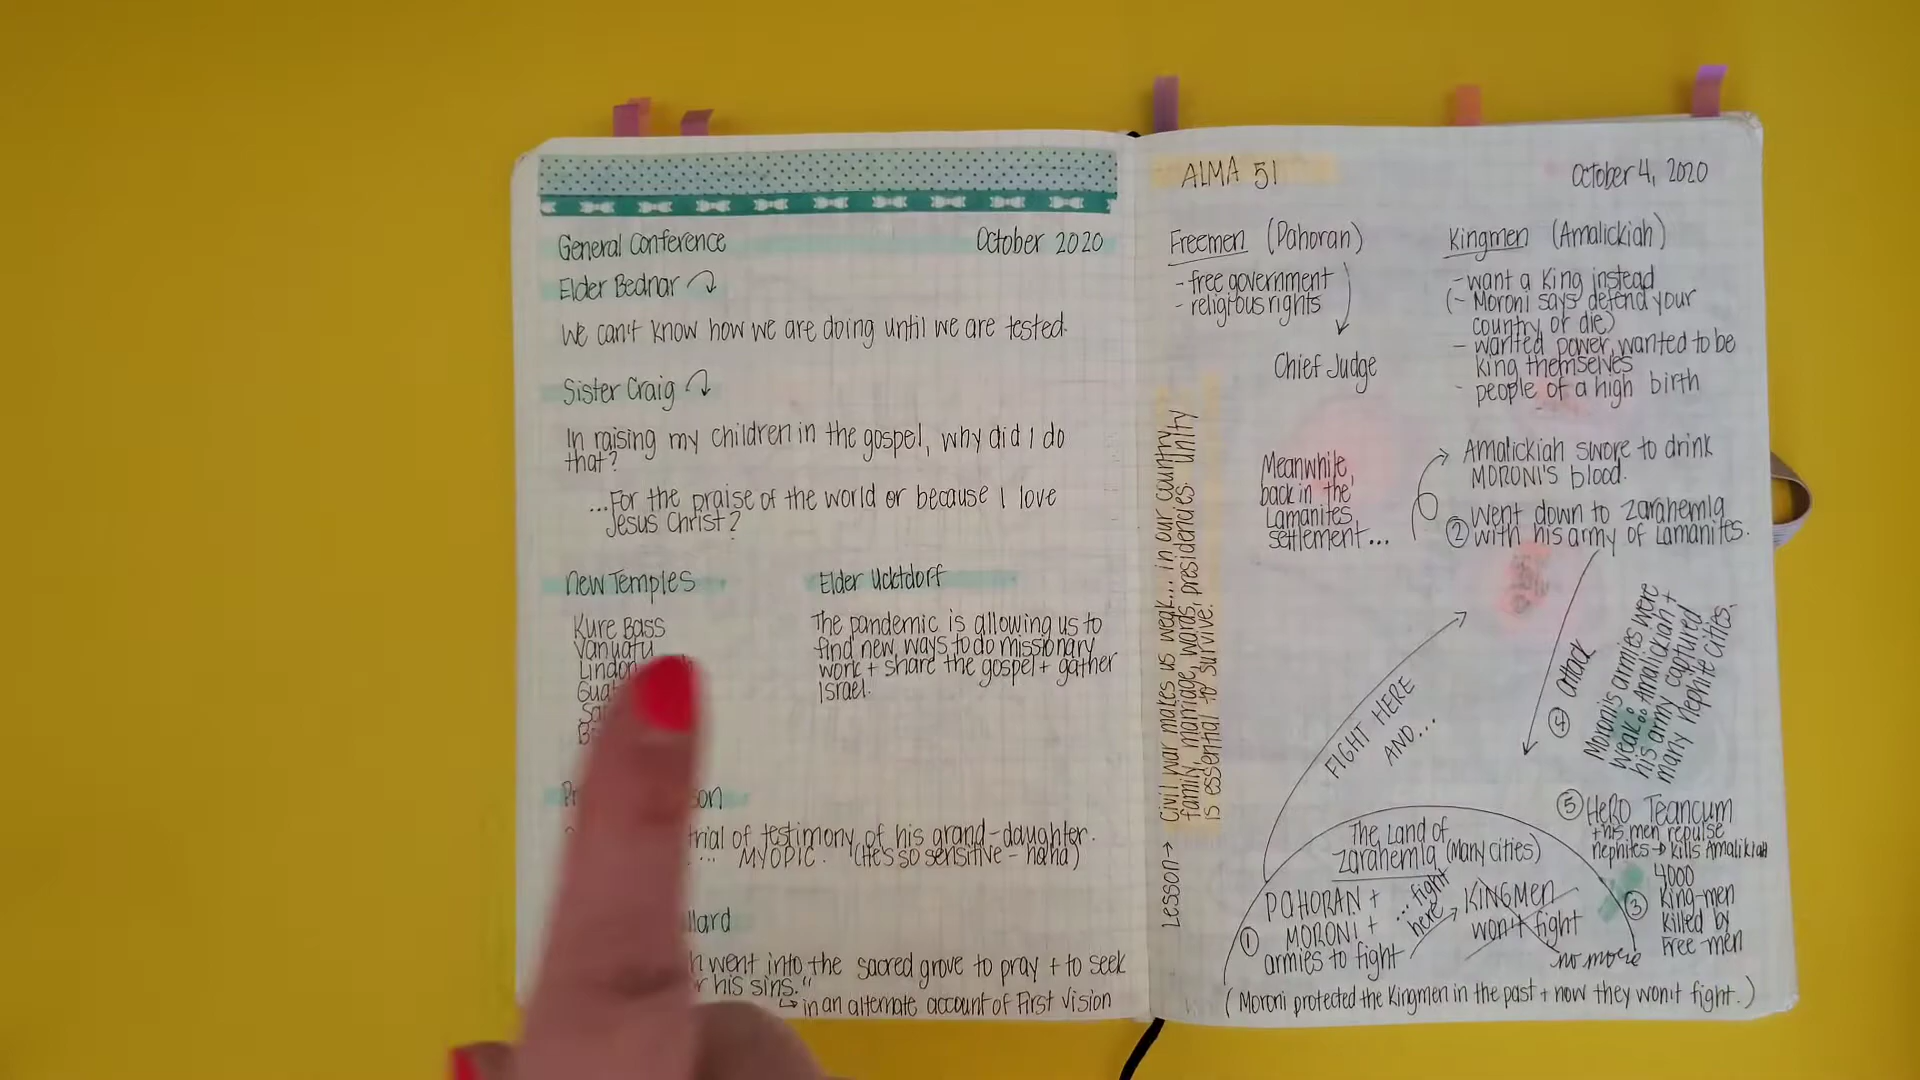 General Conference
October 2020
Elder Bednar
We can't know how we are doing until we are tested.
Sister Craig
In raising my children in the gospel, why did I do
that?
...For the praise of the world or because I love
Jesus Christ?
New Temples
Kure Bass
Vanuatu
Elder Ucktdorf
The pandemic is allowing us to
find new ways to do missionary
work + share the gospel + gather
Israel.
trial of testimony of his grand-daughter.
... MYOPIC. (He's so sensitive - haha)
went into the sacred grove to pray + to seek
his sins."
in an alternate account of First Vision
ALMA 51
October 4, 2020
Freemen (Pahoran)
- free government
- religious rights
Chief Judge
Kingmen (Amalickiah)
- want a King instead
(- Moroni says defend your
country or die)
- wanted power, wanted to be
King themselves
- people of a high birth
Meanwhile,
back in the
Lamanites
settlement...
Amalickiah swore to drink
MORONI'S blood.
② went down to Zarahemla
with his army of Lamanites.
Lesson → Civil war makes us weak... in our country,
family, marriage, wards, presidencies. Unity
is essential to survive.
FIGHT HERE
AND...
④ attack
Moroni's armies were
weak ∴ Amalickiah +
his army captured
many nephite cities.
⑤ HeRO Teancum
+ his men repulse
nephites → kills Amalikiah
The Land of
Zarahemla (Many Cities)
① PAHORAN +
MORONI +
armies to fight
... fight
here
KINGMEN
won't fight
no more
③ 4000
King-men
killed by
Free-men
(Moroni protected the Kingmen in the past + now they won't fight.)